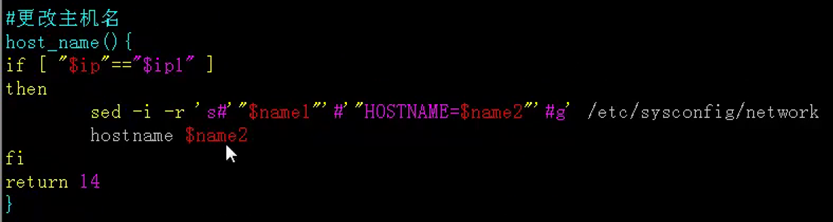 #更改主机名
host_name(){
if [ "$ip"=="$ip1" ]
then
        sed -i -r 's#'"$name1"'#'"HOSTNAME=$name2"'#g' /etc/sysconfig/network
        hostname $name2
fi
return 14
}